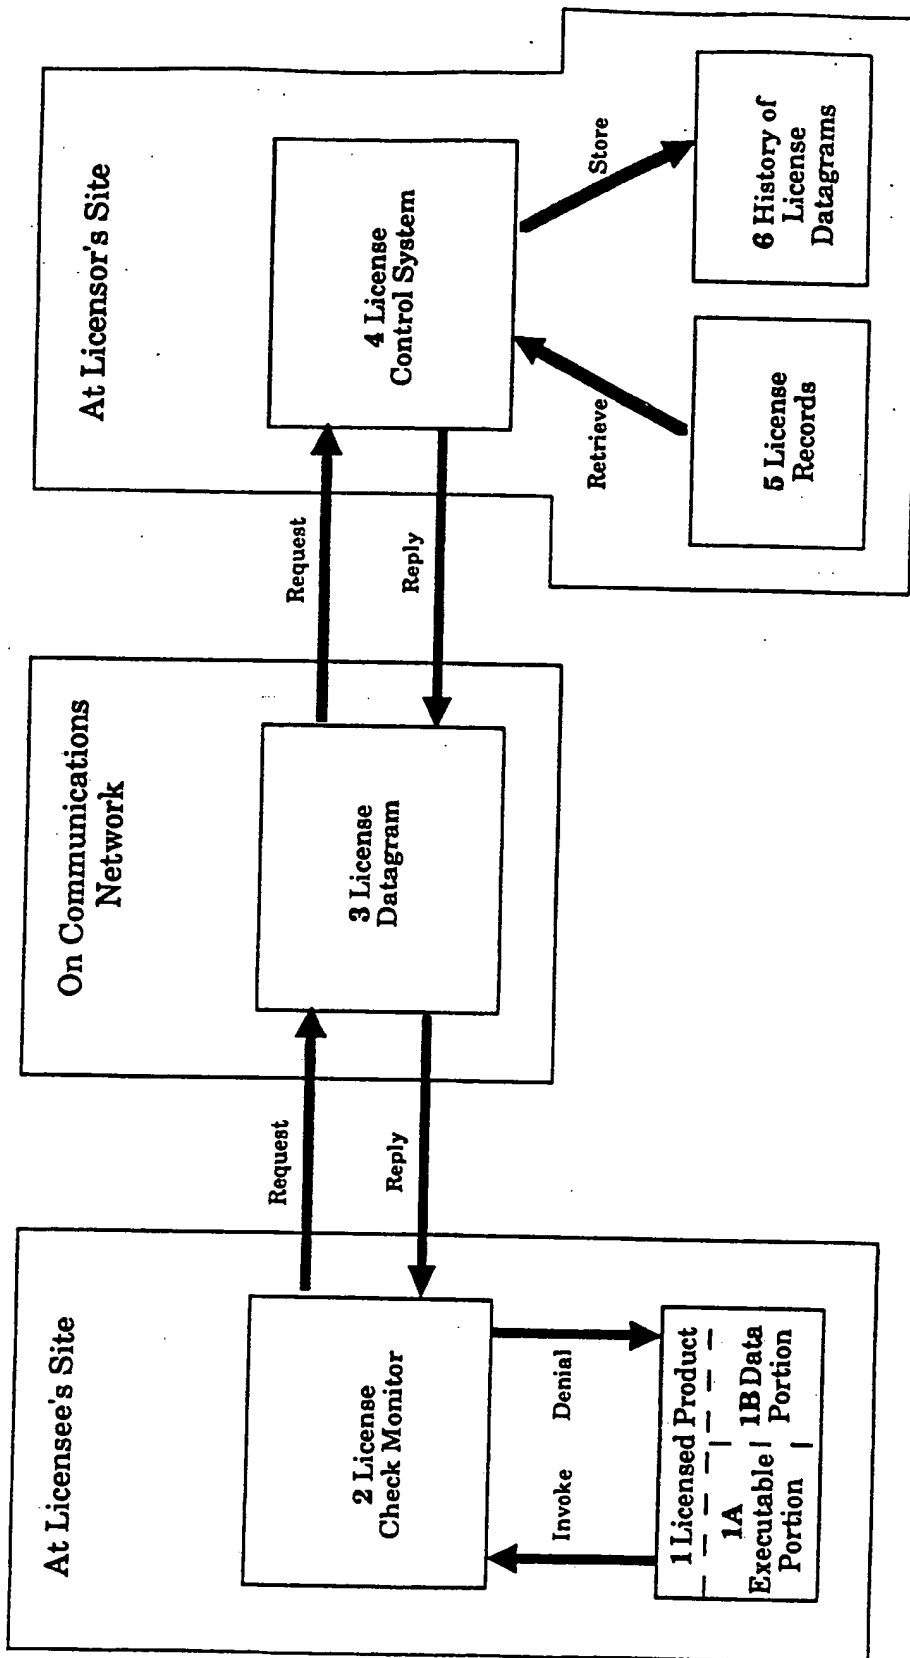 At Licensee's Site
2 License
Check Monitor
Invoke
Denial
1 Licensed Product
1A
Executable
Portion
1B Data
Portion
Request
Reply
On Communications
Network
3 License
Datagram
Request
Reply
At Licensor's Site
4 License
Control System
Retrieve
Store
5 License
Records
6 History of
License
Datagrams